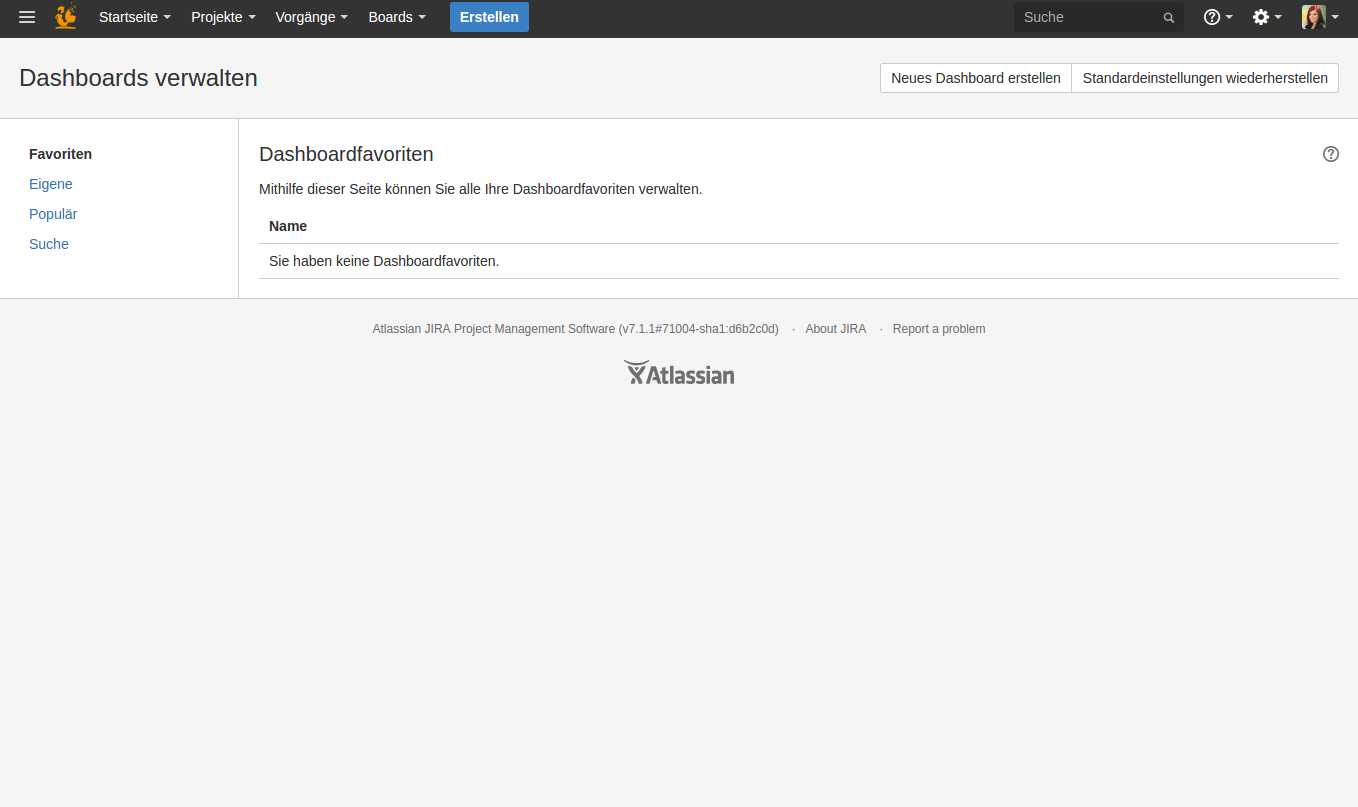 Startseite Projekte Vorgänge Boards Erstellen Suche
Dashboards verwalten
Neues Dashboard erstellen Standardeinstellungen wiederherstellen
Favoriten
Eigene
Populär
Suche
Dashboardfavoriten
Mithilfe dieser Seite können Sie alle Ihre Dashboardfavoriten verwalten.
Name
Sie haben keine Dashboardfavoriten.
Atlassian JIRA Project Management Software (v7.1.1#71004-sha1:d6b2c0d) · About JIRA · Report a problem
Atlassian